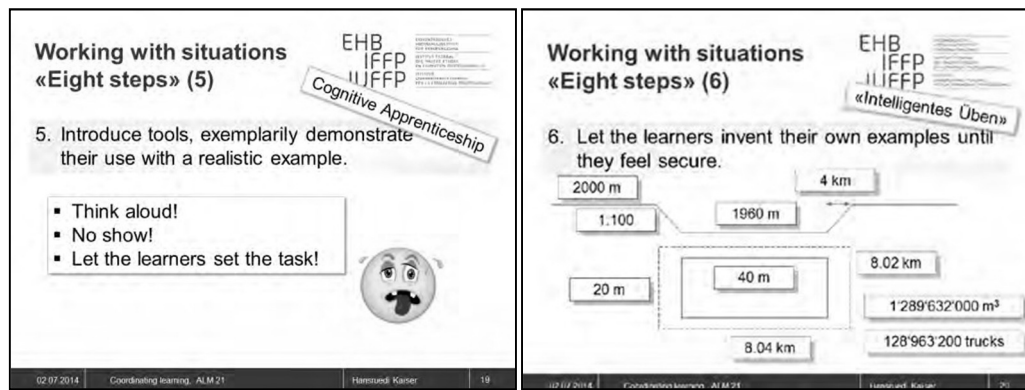 Working with situations
«Eight steps» (5)
EHB
IFFP
IUFFP
Cognitive Apprenticeship
5. Introduce tools, exemplarily demonstrate
their use with a realistic example.
▪ Think aloud!
▪ No show!
▪ Let the learners set the task!
02.07.2014
Coordinating learning, ALM 21
Hansruedi Kaiser
19
Working with situations
«Eight steps» (6)
EHB
IFFP
IUFFP
«Intelligentes Üben»
6. Let the learners invent their own examples until
they feel secure.
2000 m
4 km
1:100
1960 m
8.02 km
20 m
40 m
1'289'632'000 m³
8.04 km
128'963'200 trucks
02.07.2014
Coordinating learning, ALM 21
Hansruedi Kaiser
20